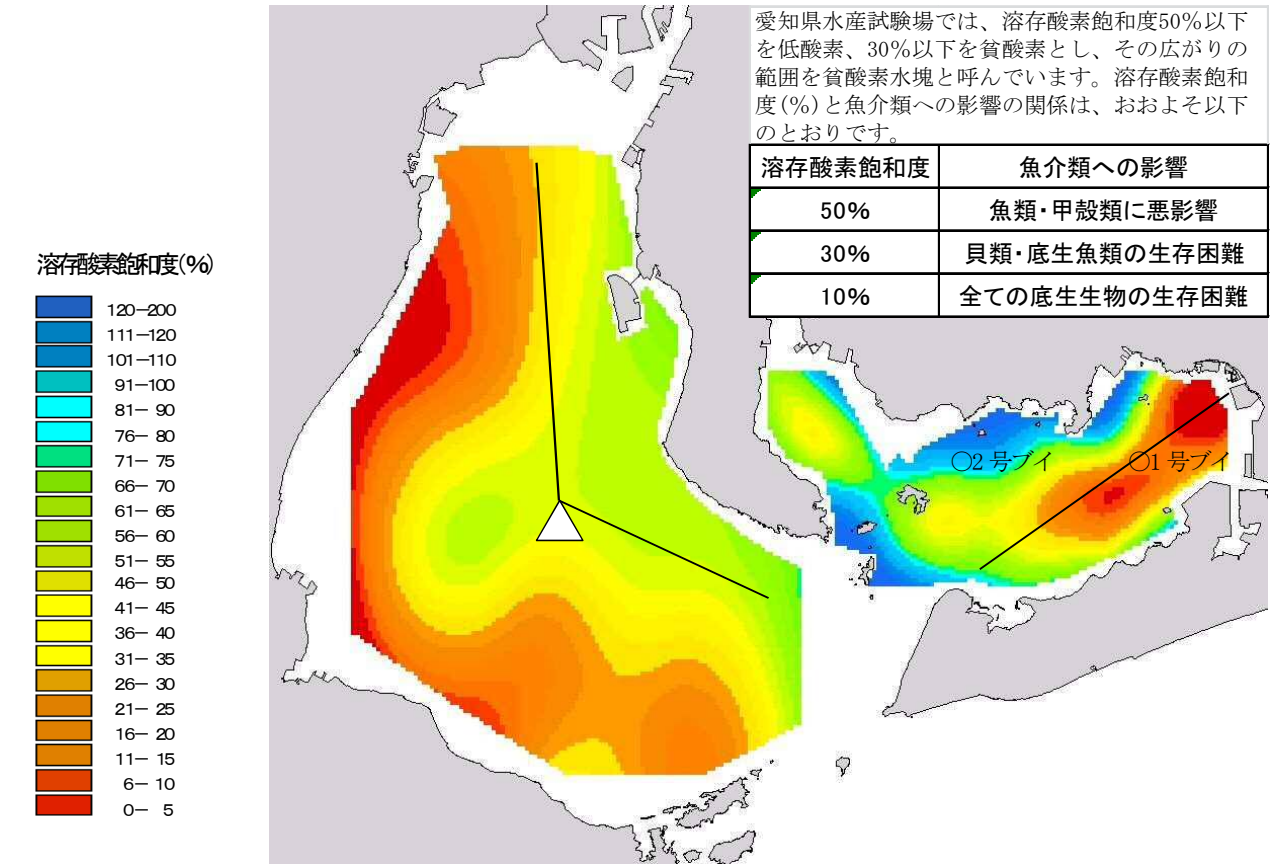 愛知県水産試験場では、溶存酸素飽和度50%以下
を低酸素、30%以下を貧酸素とし、その広がりの
範囲を貧酸素水塊と呼んでいます。溶存酸素飽和
度(%)と魚介類への影響の関係は、おおよそ以下
のとおりです。
溶存酸素飽和度 魚介類への影響
50% 魚類・甲殻類に悪影響
30% 貝類・底生魚類の生存困難
10% 全ての底生生物の生存困難
溶存酸素飽和度(%)
120-200
111-120
101-110
91-100
81- 90
76- 80
71- 75
66- 70
61- 65
56- 60
51- 55
46- 50
41- 45
36- 40
31- 35
26- 30
21- 25
16- 20
11- 15
6- 10
0- 5
○2号ブイ
○1号ブイ